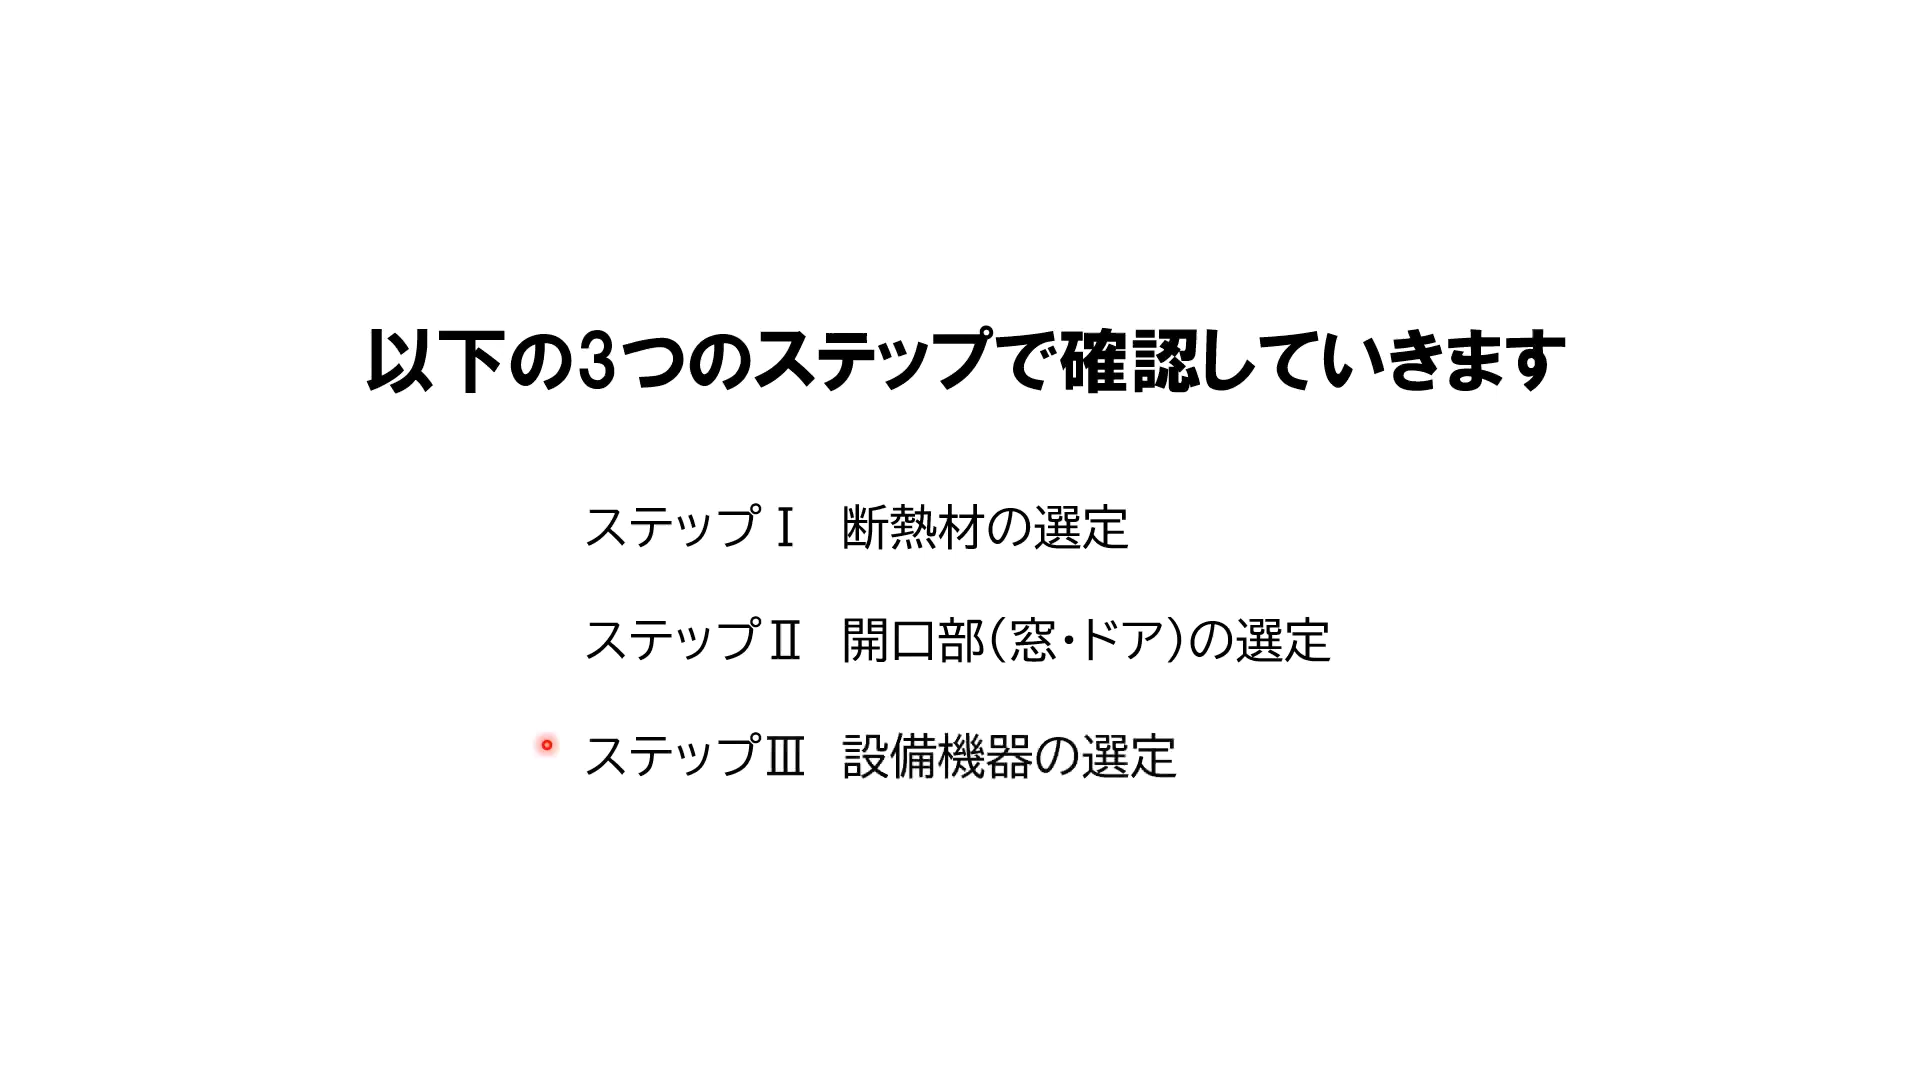 以下の3つのステップで確認していきます
ステップⅠ　断熱材の選定
ステップⅡ　開口部（窓・ドア）の選定
ステップⅢ　設備機器の選定